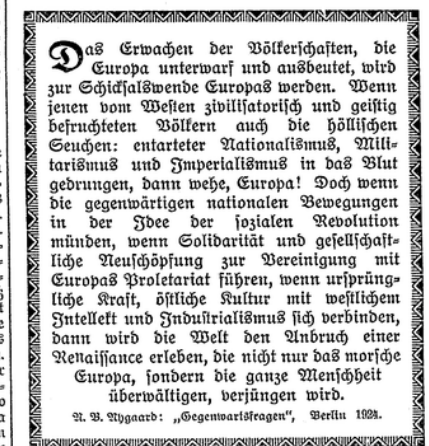 Das Erwachen der Völkerschaften, die
Europa unterwarf und ausbeutet, wird
zur Schicksalswende Europas werden. Wenn
jenen vom Westen zivilisatorisch und geistig
befruchteten Völkern auch die höllischen
Seuchen: entarteter Nationalismus, Mili-
tarismus und Imperialismus in das Blut
gedrungen, dann wehe, Europa! Doch wenn
die gegenwärtigen nationalen Bewegungen
in der Idee der sozialen Revolution
münden, wenn Solidarität und gesellschaft-
liche Neuschöpfung zur Vereinigung mit
Europas Proletariat führen, wenn ursprüng-
liche Kraft, östliche Kultur mit westlichem
Intellekt und Industrialismus sich verbinden,
dann wird die Welt den Anbruch einer
Renaissance erleben, die nicht nur das morsche
Europa, sondern die ganze Menschheit
überwältigen, verjüngen wird.
N. B. Nygaard: „Gegenwartsfragen", Berlin 1924.